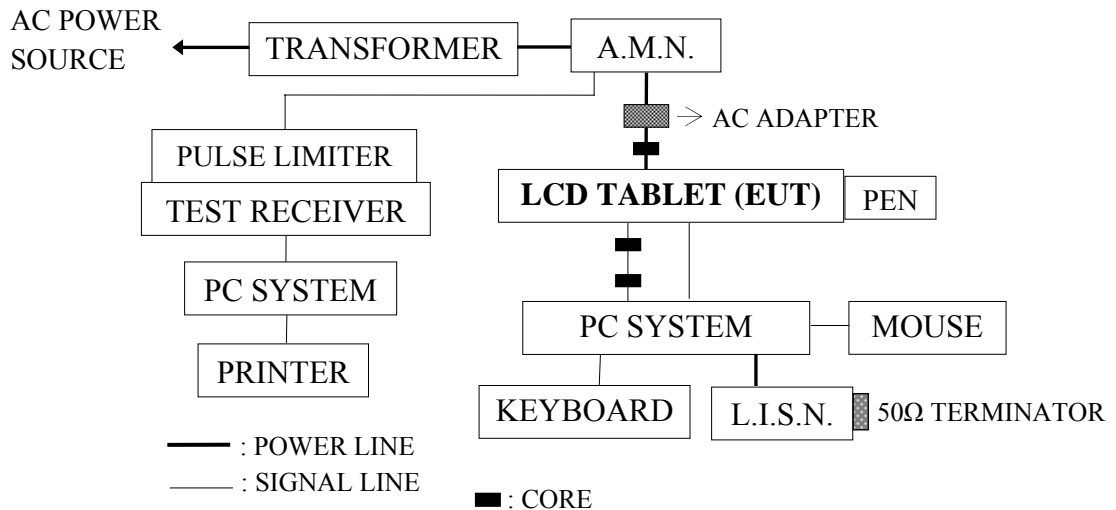 AC POWER
SOURCE
TRANSFORMER
A.M.N.
AC ADAPTER
PULSE LIMITER
TEST RECEIVER
LCD TABLET (EUT)
PEN
PC SYSTEM
PC SYSTEM
MOUSE
PRINTER
KEYBOARD
L.I.S.N.
50Ω TERMINATOR
: POWER LINE
: SIGNAL LINE
: CORE